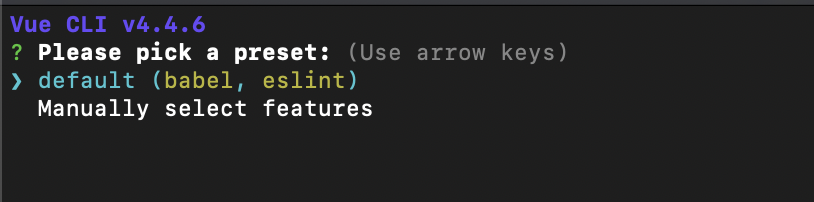 Vue CLI v4.4.6
? Please pick a preset: (Use arrow keys)
❯ default (babel, eslint)
Manually select features